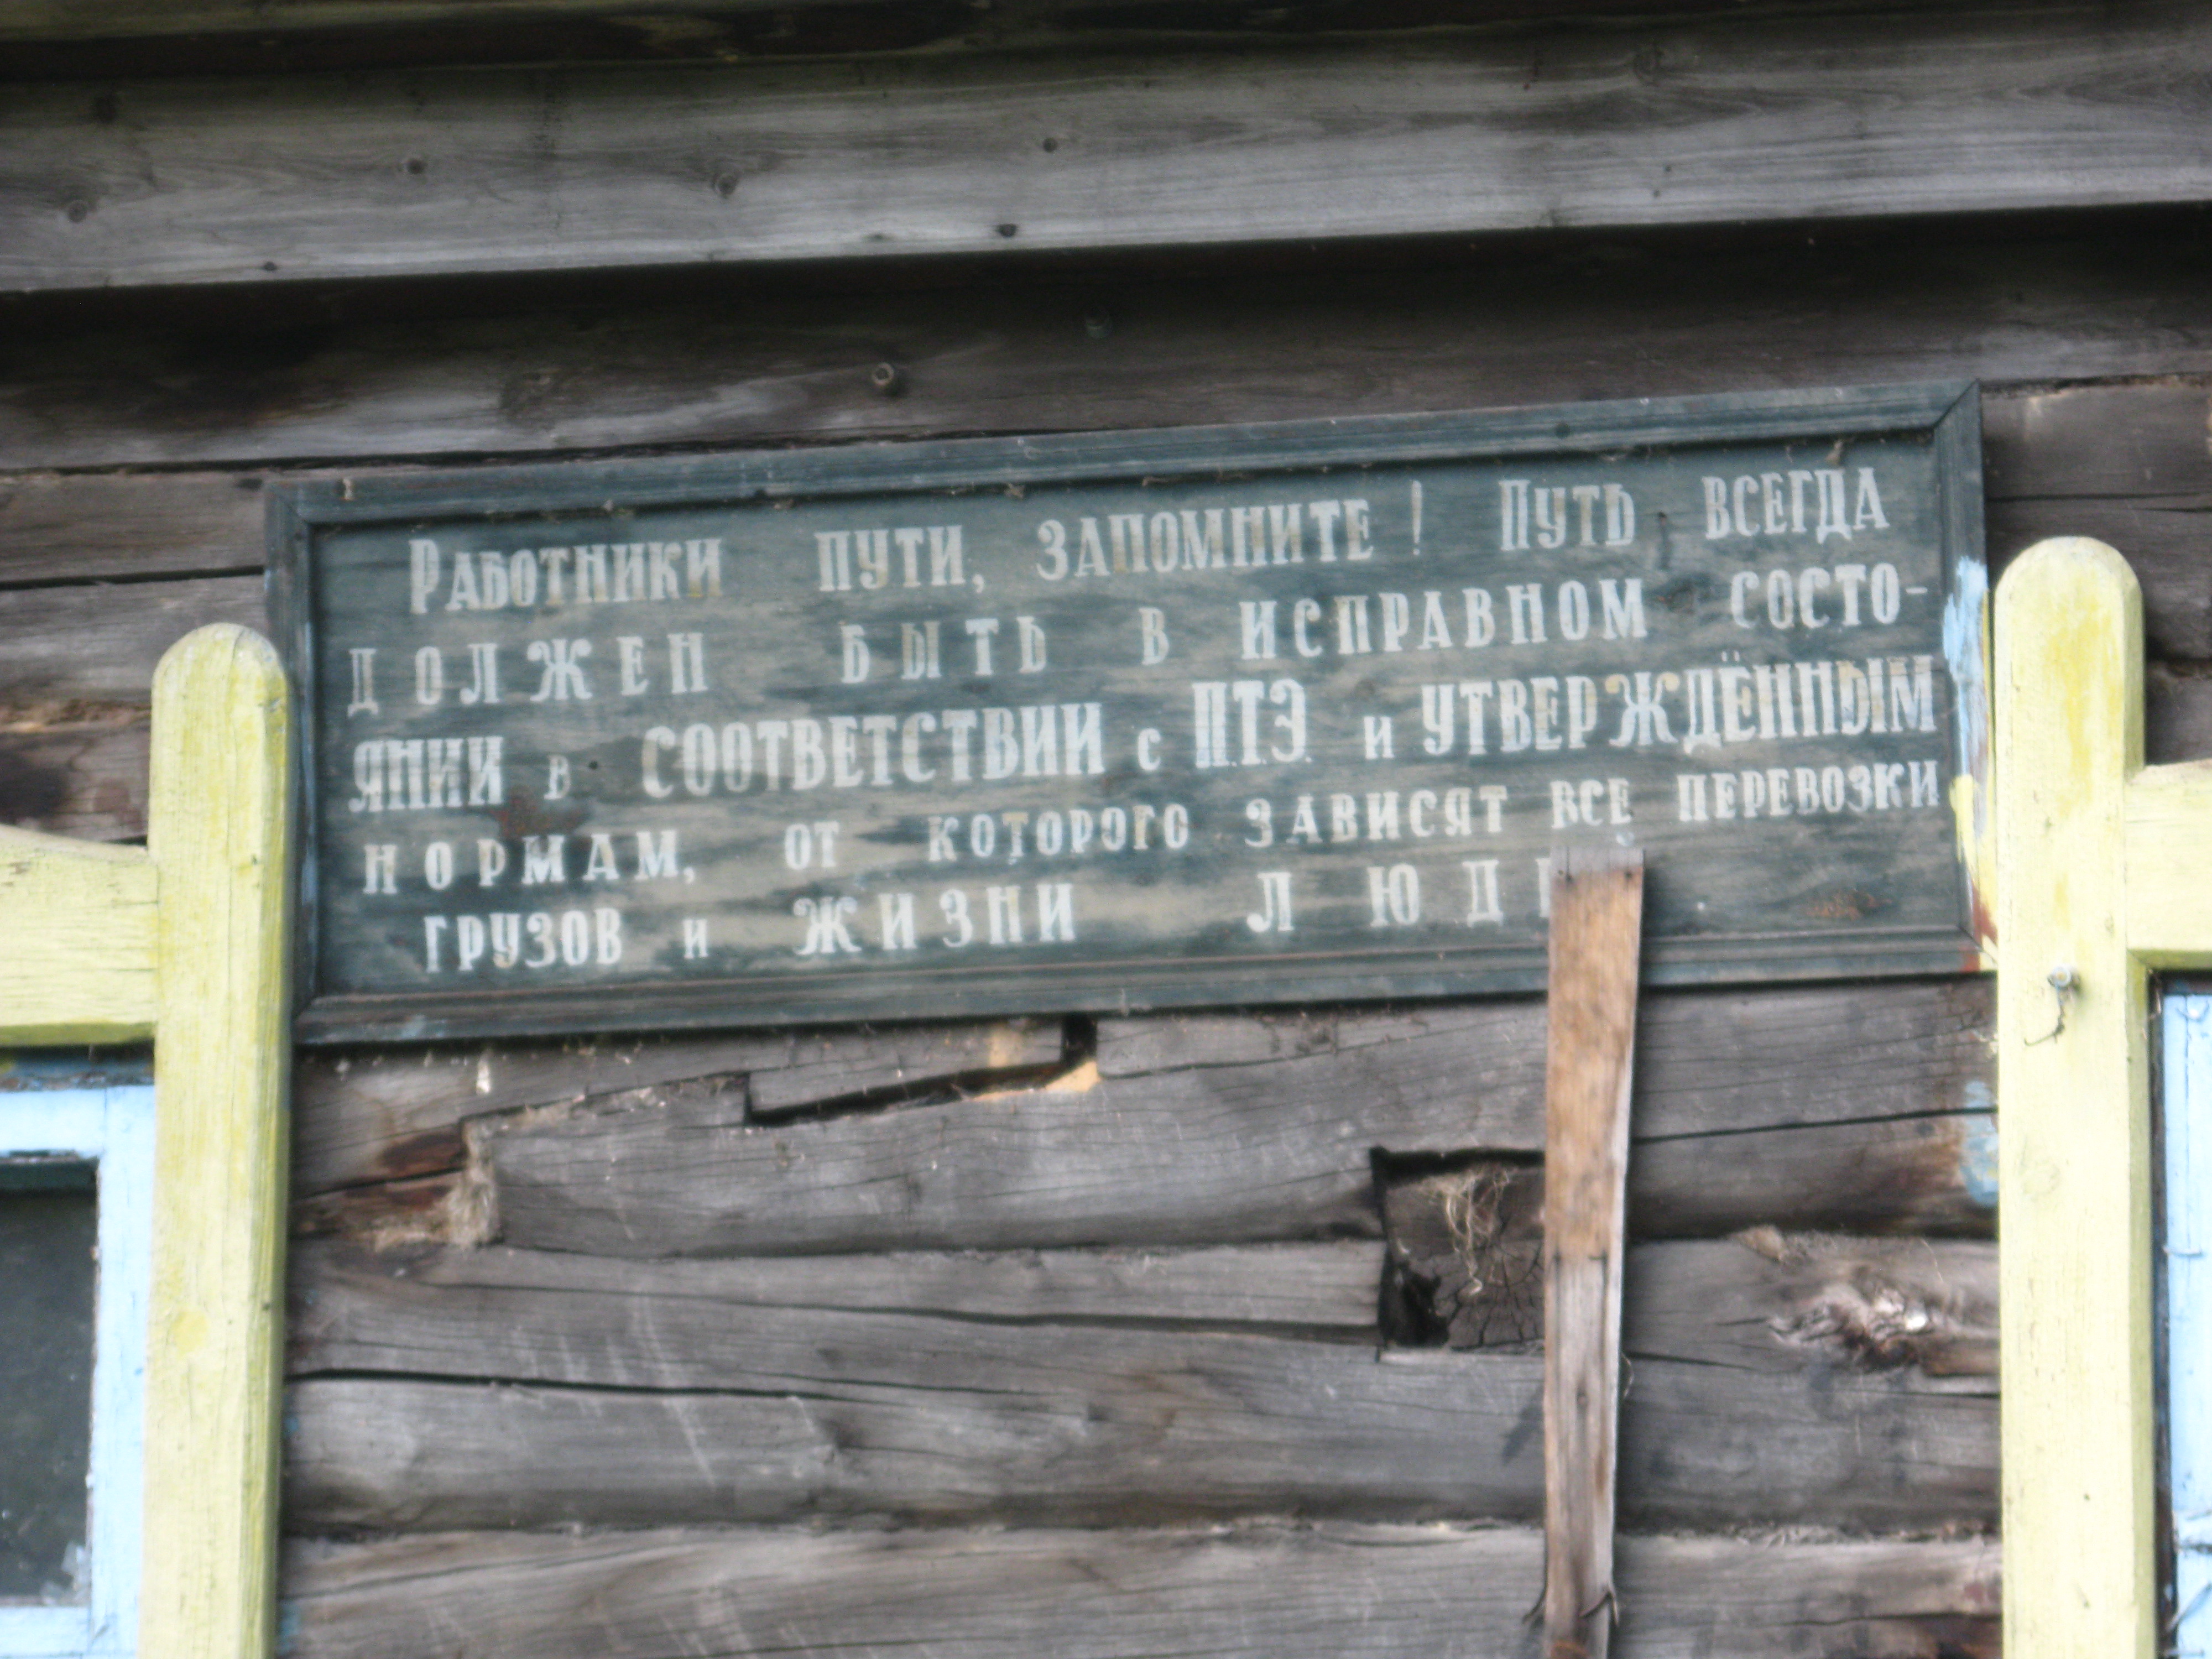 Работники пути, запомните! Путь всегда
должен быть в исправном состо-
янии в соответствии с П.Т.Э. и утверждённым
нормам, от которого зависят все перевозки
грузов и жизни